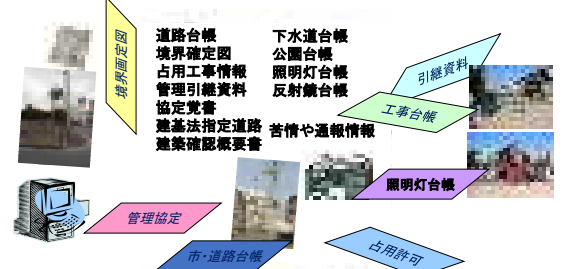 境界画定図
道路台帳
境界確定図
占用工事情報
管理引継資料
協定覚書
建基法指定道路
建築確認概要書
下水道台帳
公園台帳
照明灯台帳
反射鏡台帳
苦情や通報情報
引継資料
工事台帳
照明灯台帳
管理協定
市・道路台帳
占用許可